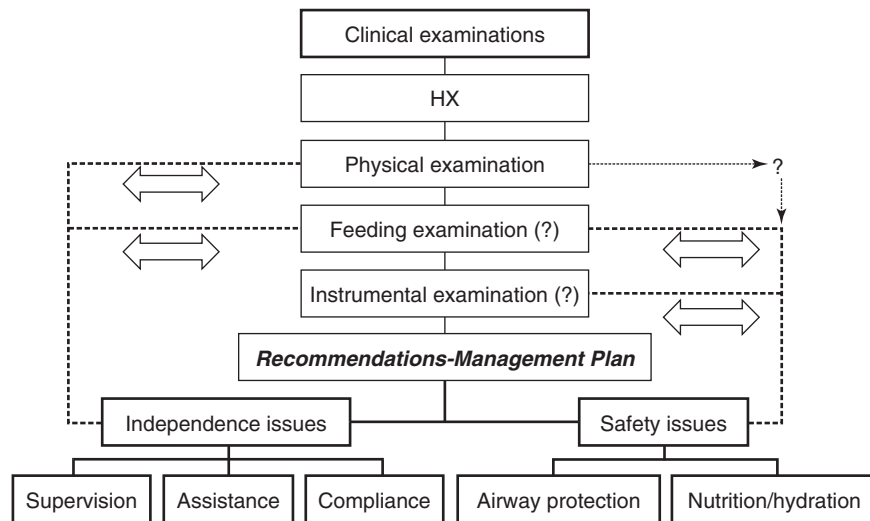 Clinical examinations
HX
Physical examination
?
Feeding examination (?)
Instrumental examination (?)
Recommendations-Management Plan
Independence issues
Safety issues
Supervision
Assistance
Compliance
Airway protection
Nutrition/hydration